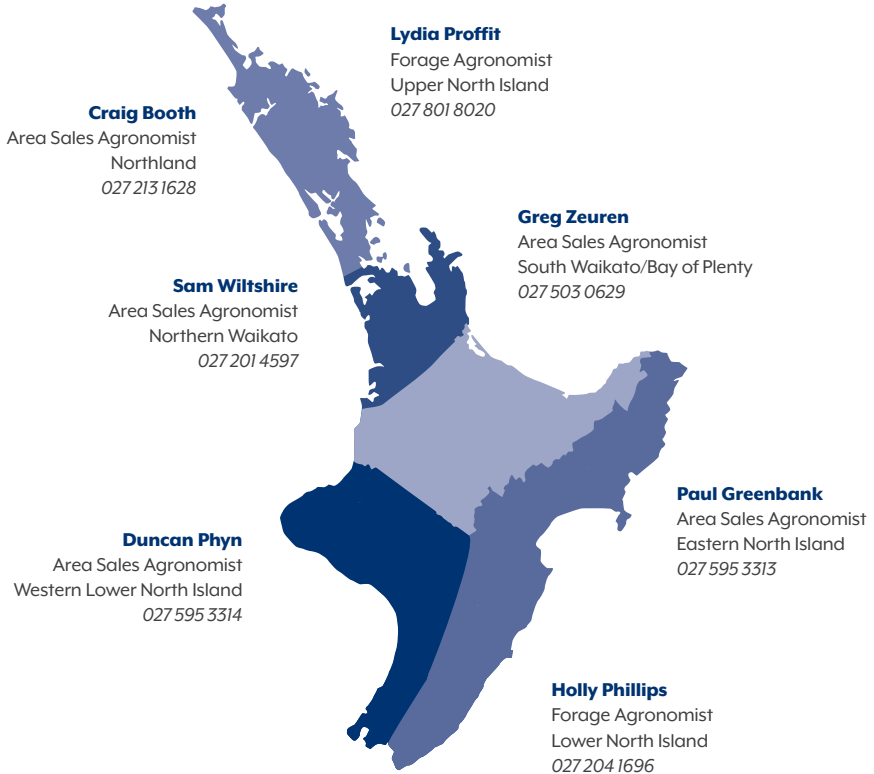 Lydia Proffit
Forage Agronomist
Upper North Island
027 801 8020
Craig Booth
Area Sales Agronomist
Northland
027 213 1628
Greg Zeuren
Area Sales Agronomist
South Waikato/Bay of Plenty
027 503 0629
Sam Wiltshire
Area Sales Agronomist
Northern Waikato
027 201 4597
Paul Greenbank
Area Sales Agronomist
Eastern North Island
027 595 3313
Duncan Phyn
Area Sales Agronomist
Western Lower North Island
027 595 3314
Holly Phillips
Forage Agronomist
Lower North Island
027 204 1696